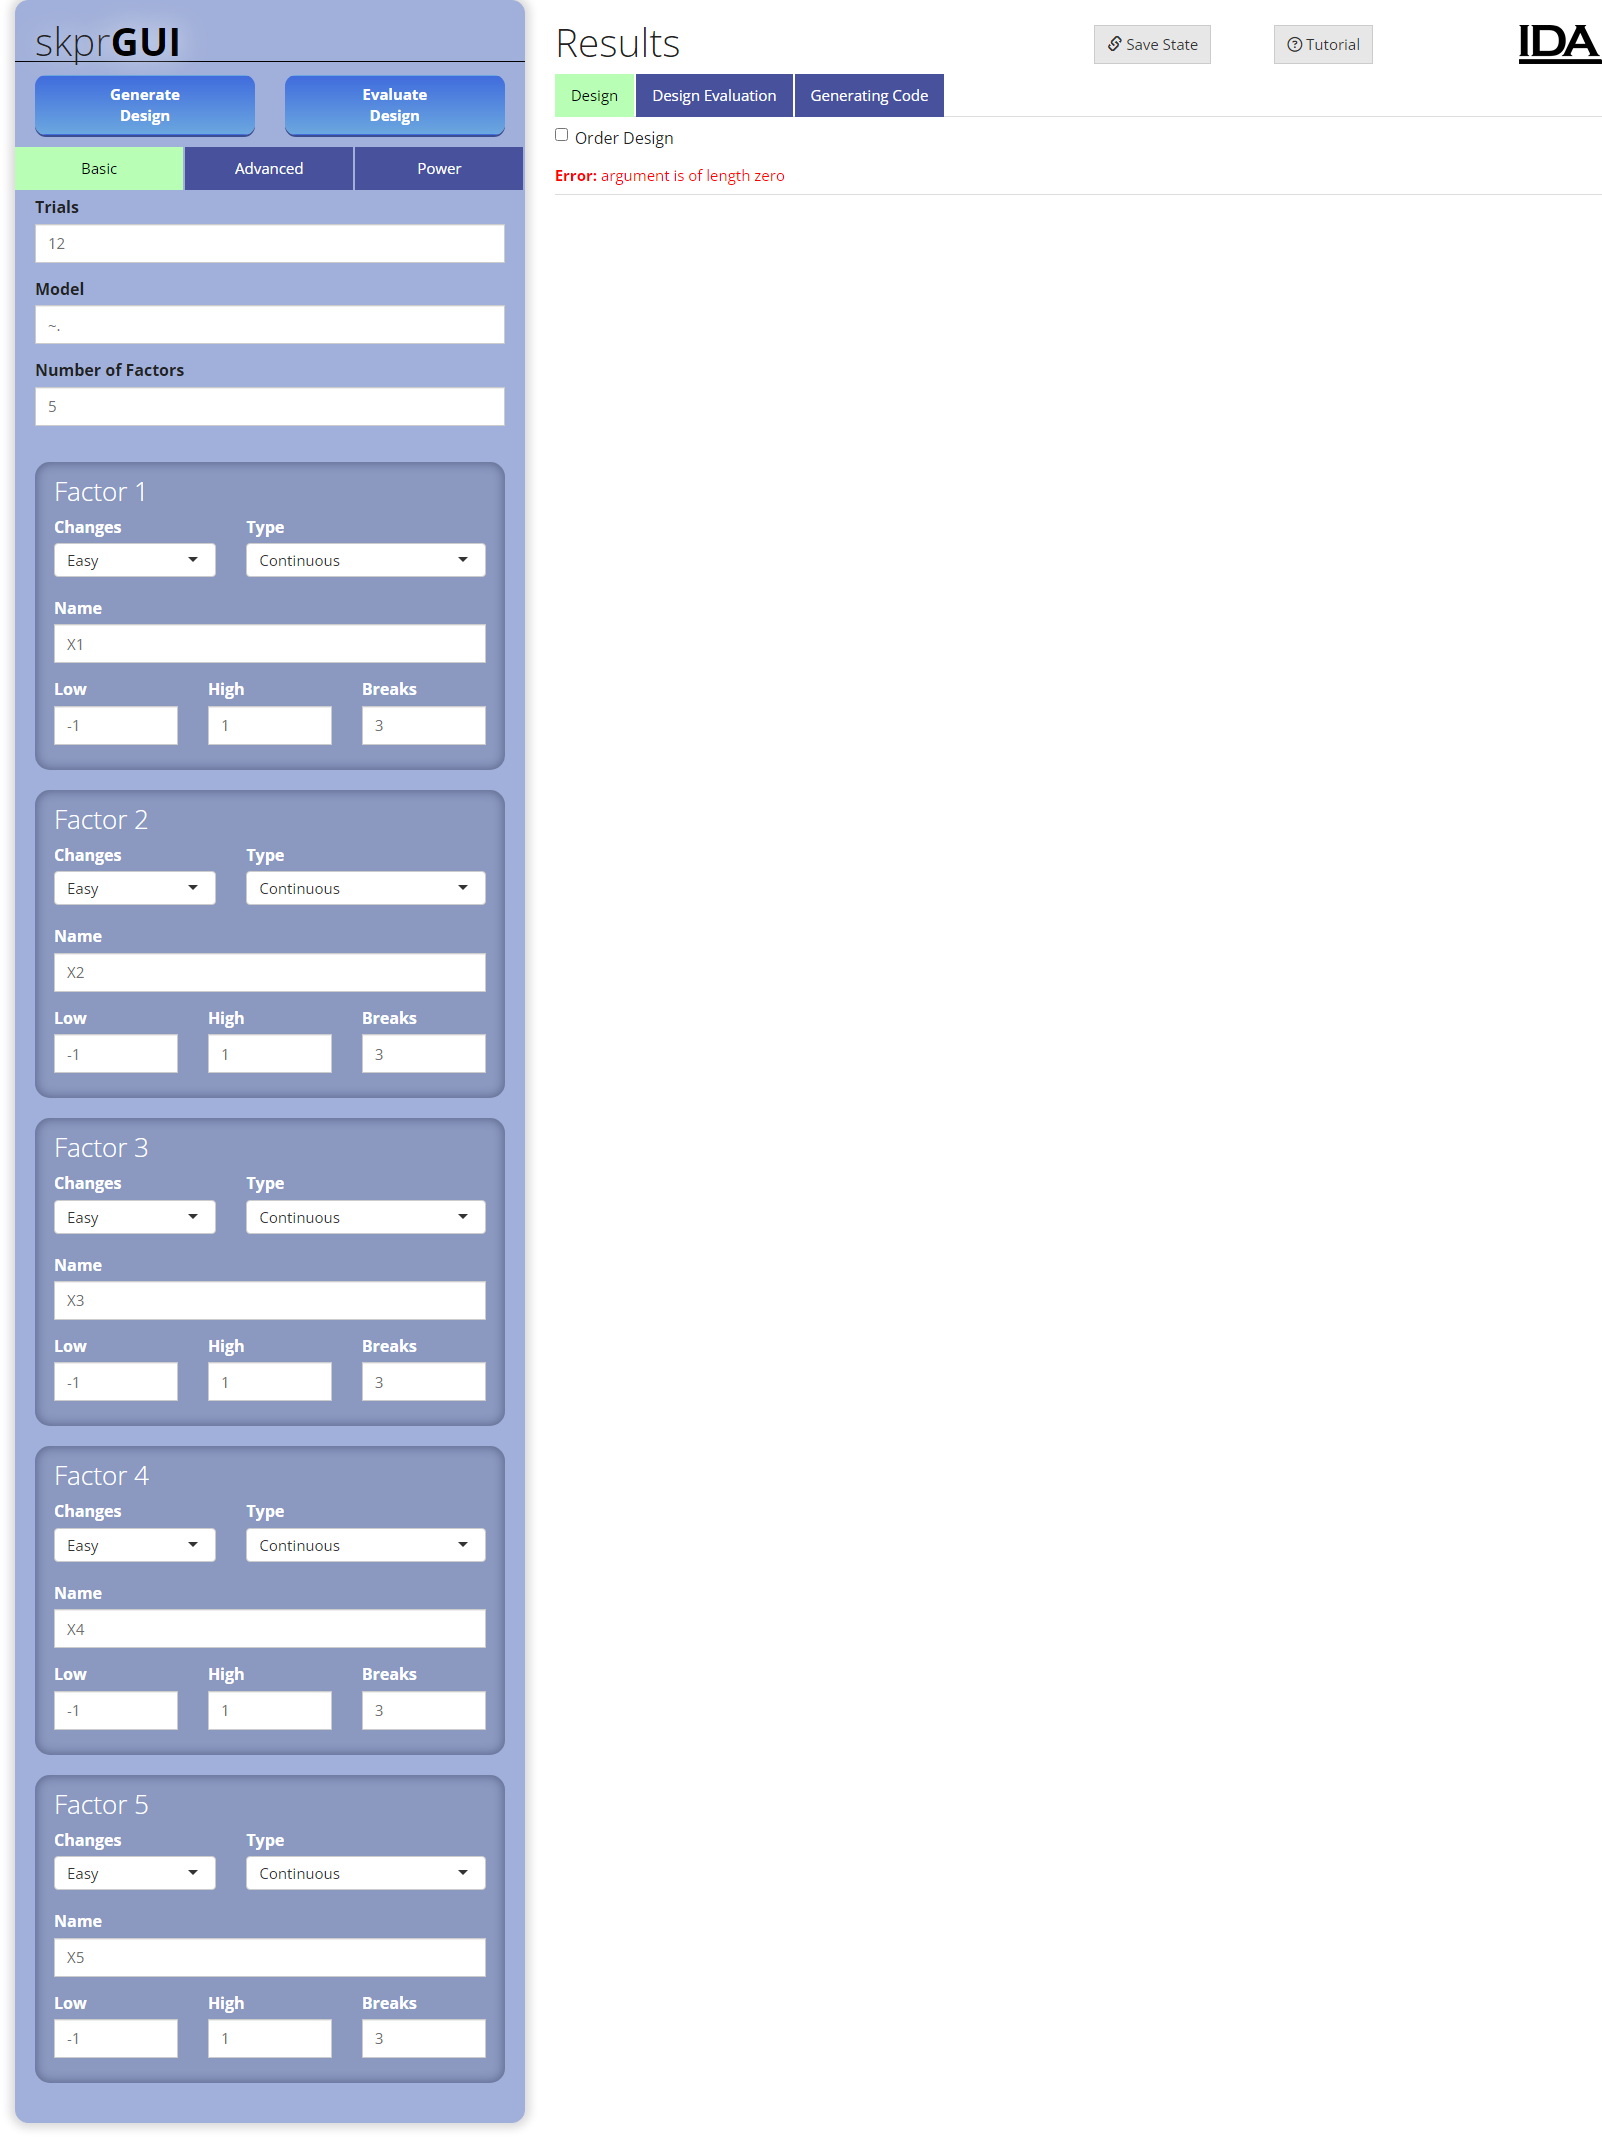 skprGUI
Generate
Design
Evaluate
Design
Basic
Advanced
Power
Trials
12
Model
~.
Number of Factors
5
Factor 1
Changes
Type
Easy
Continuous
Name
X1
Low
High
Breaks
-1
1
3
Factor 2
Changes
Type
Easy
Continuous
Name
X2
Low
High
Breaks
-1
1
3
Factor 3
Changes
Type
Easy
Continuous
Name
X3
Low
High
Breaks
-1
1
3
Factor 4
Changes
Type
Easy
Continuous
Name
X4
Low
High
Breaks
-1
1
3
Factor 5
Changes
Type
Easy
Continuous
Name
X5
Low
High
Breaks
-1
1
3
Results
Save State
Tutorial
IDA
Design
Design Evaluation
Generating Code
Order Design
Error: argument is of length zero